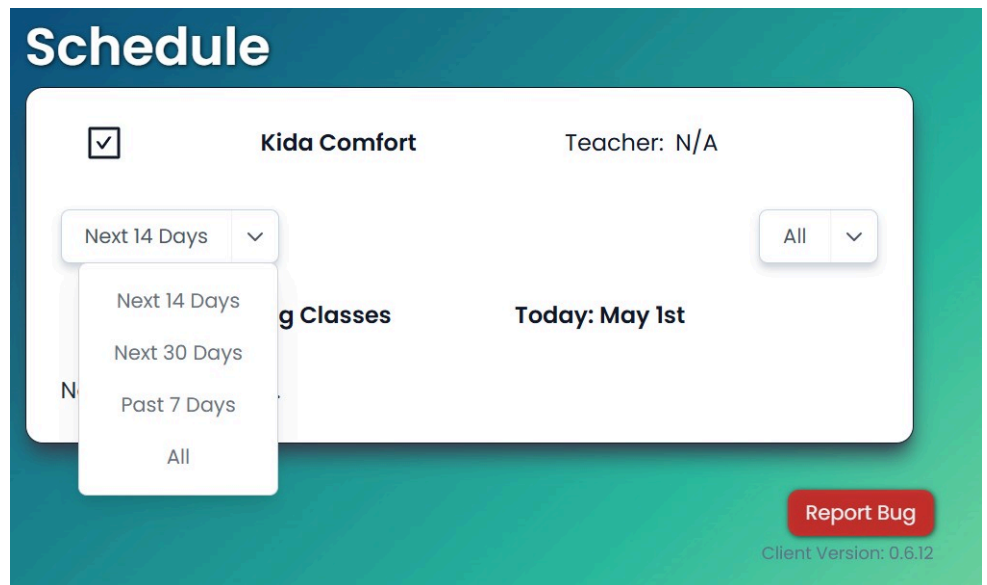 Schedule
Kida Comfort Teacher: N/A
Next 14 Days All
Next 14 Days
g Classes Today: May 1st
Next 30 Days
Past 7 Days
All
Report Bug
Client Version: 0.6.12